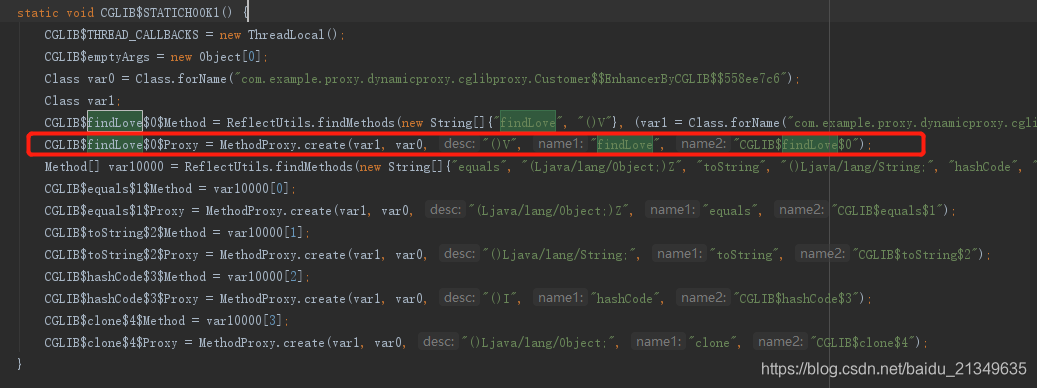 static void CGLIB$STATICHOOK1() {
CGLIB$THREAD_CALLBACKS = new ThreadLocal();
CGLIB$emptyArgs = new Object[0];
Class var0 = Class.forName("com.example.proxy.dynamicproxy.cglibproxy.Customer$$EnhancerByCGLIB$$558ee7c6");
Class var1;
CGLIB$findLove$0$Method = ReflectUtils.findMethods(new String[]{"findLove", "()V"}, (var1 = Class.forName("com.example.proxy.dynamicproxy.cgli
CGLIB$findLove$0$Proxy = MethodProxy.create(var1, var0, desc: "()V", name1: "findLove", name2: "CGLIB$findLove$0");
Method[] var10000 = ReflectUtils.findMethods(new String[]{"equals", "(Ljava/lang/Object;)Z", "toString", "()Ljava/lang/String;", "hashCode", "
CGLIB$equals$1$Method = var10000[0];
CGLIB$equals$1$Proxy = MethodProxy.create(var1, var0, desc: "(Ljava/lang/Object;)Z", name1: "equals", name2: "CGLIB$equals$1");
CGLIB$toString$2$Method = var10000[1];
CGLIB$toString$2$Proxy = MethodProxy.create(var1, var0, desc: "()Ljava/lang/String;", name1: "toString", name2: "CGLIB$toString$2");
CGLIB$hashCode$3$Method = var10000[2];
CGLIB$hashCode$3$Proxy = MethodProxy.create(var1, var0, desc: "()I", name1: "hashCode", name2: "CGLIB$hashCode$3");
CGLIB$clone$4$Method = var10000[3];
CGLIB$clone$4$Proxy = MethodProxy.create(var1, var0, desc: "()Ljava/lang/Object;", name1: "clone", name2: "CGLIB$clone$4");
}
https://blog.csdn.net/baidu_21349635